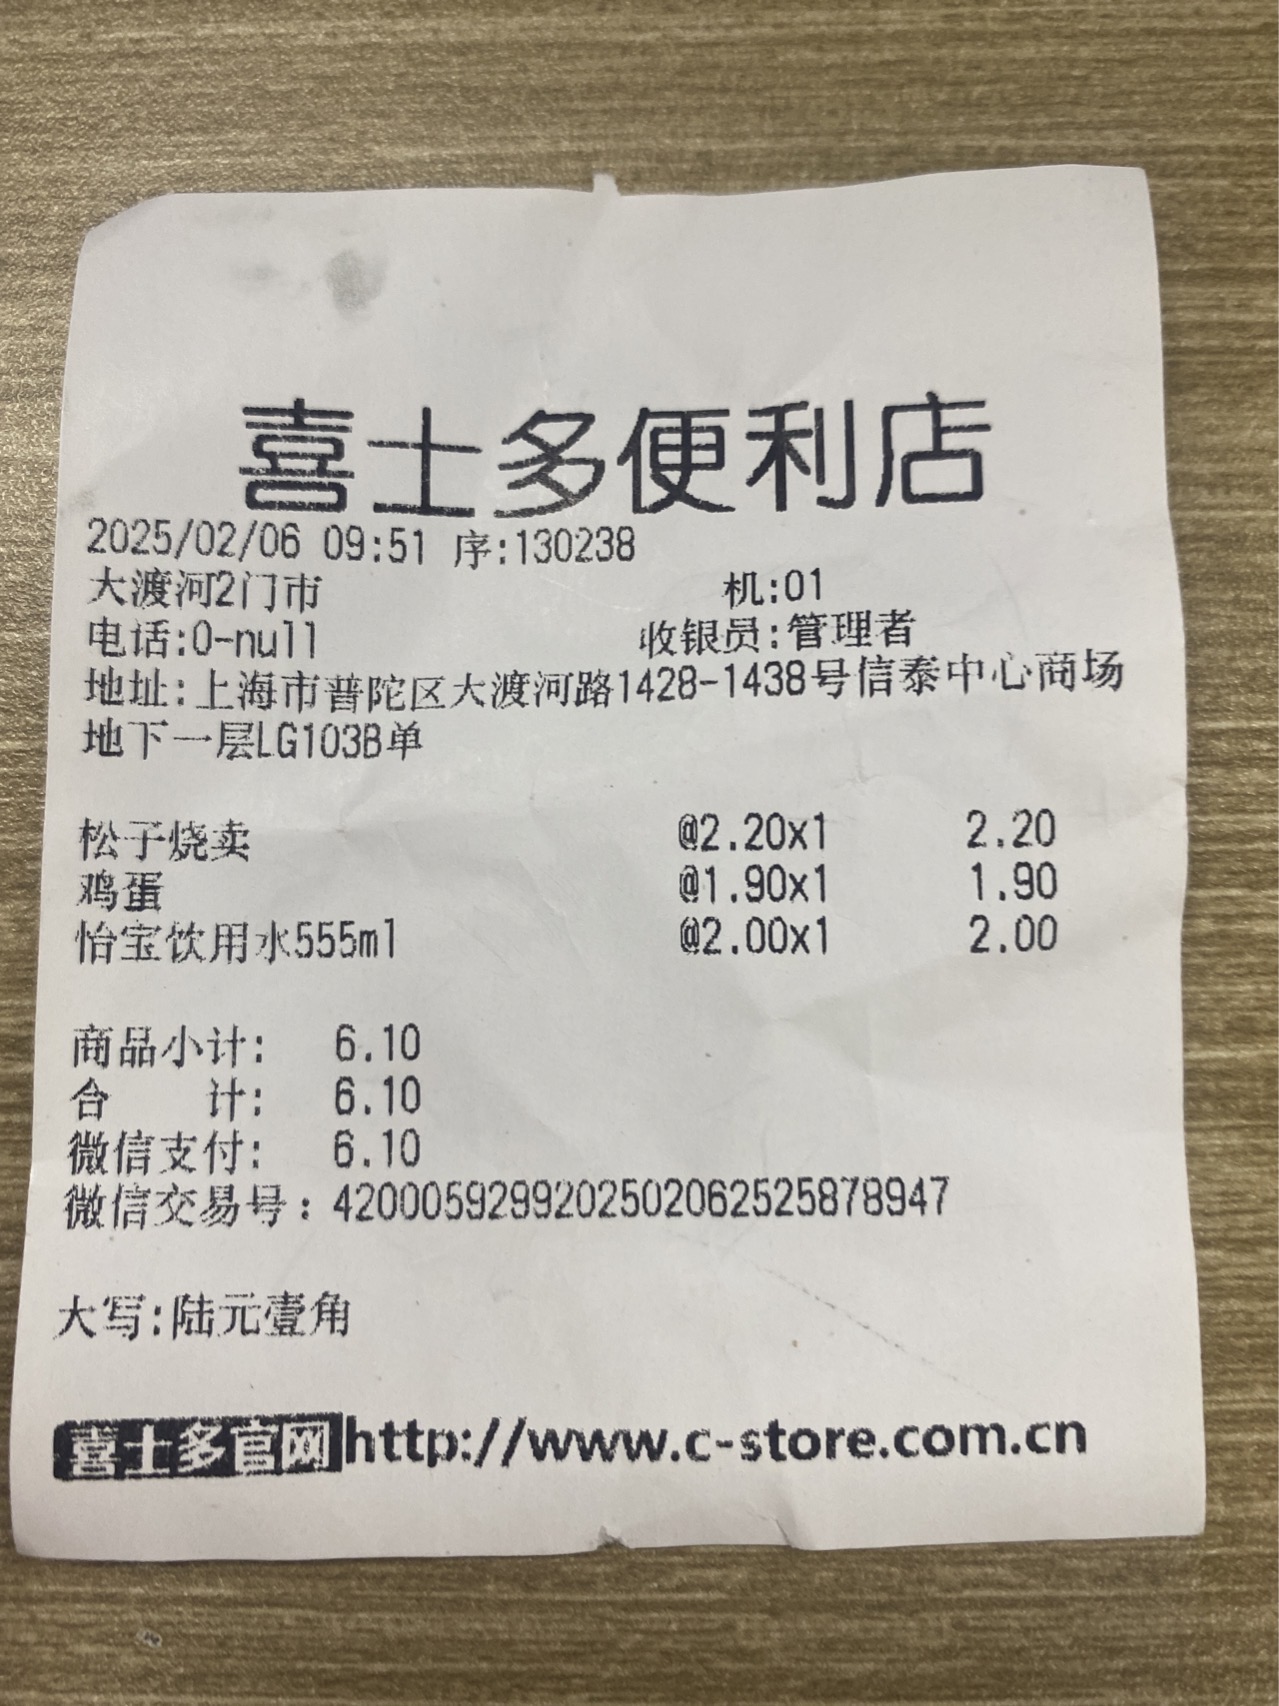 喜士多便利店
2025/02/06 09:51 序:130238
大渡河2门市 机:01
电话:0-null 收银员:管理者
地址:上海市普陀区大渡河路1428-1438号信泰中心商场
地下一层LG103B单
松子烧卖 @2.20x1 2.20
鸡蛋 @1.90x1 1.90
怡宝饮用水555ml @2.00x1 2.00
商品小计: 6.10
合 计: 6.10
微信支付: 6.10
微信交易号:4200059299202502062525878947
大写:陆元壹角
喜士多官网http://www.c-store.com.cn